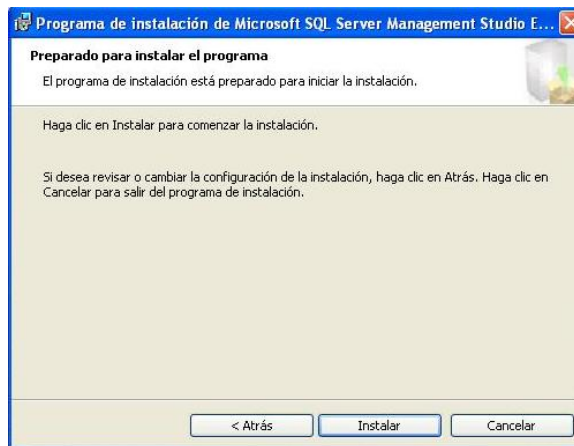 Programa de instalación de Microsoft SQL Server Management Studio E...
Preparado para instalar el programa
El programa de instalación está preparado para iniciar la instalación.
Haga clic en Instalar para comenzar la instalación.
Si desea revisar o cambiar la configuración de la instalación, haga clic en Atrás. Haga clic en
Cancelar para salir del programa de instalación.
< Atrás
Instalar
Cancelar